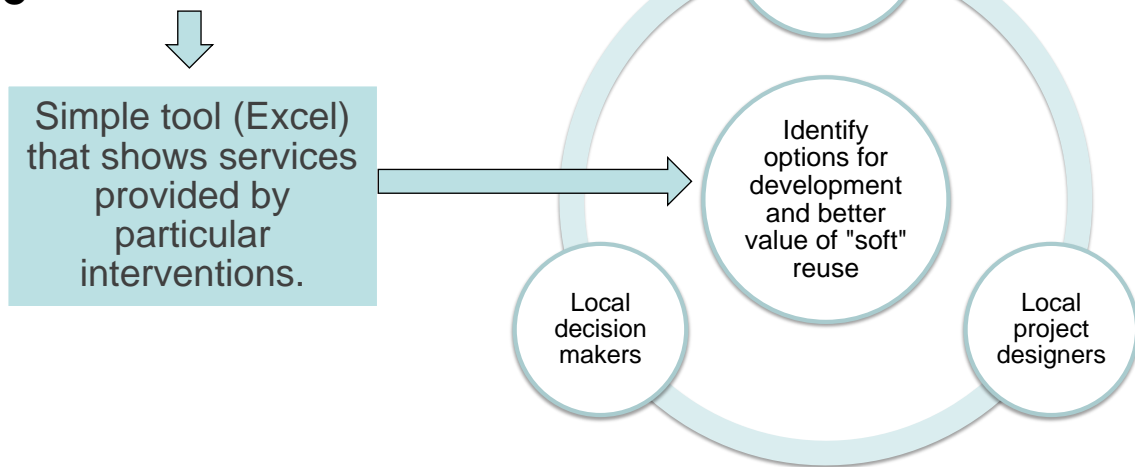 Simple tool (Excel)
that shows services
provided by
particular
interventions.
Identify
options for
development
and better
value of "soft"
reuse
Local
decision
makers
Local
project
designers